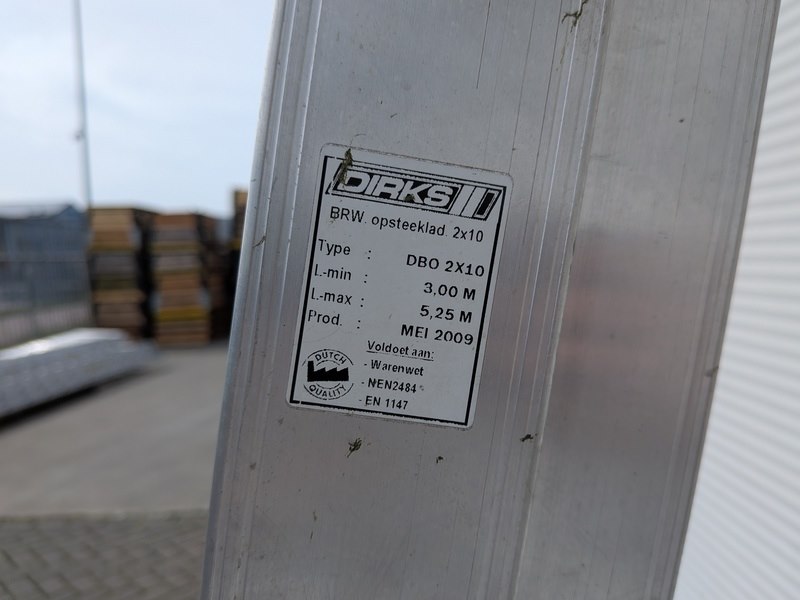 DIRKS
BRW. opsteeklad. 2x10
Type : DBO 2X10
L-min : 3,00 M
L-max : 5,25 M
Prod. : MEI 2009
Voldoet aan:
- Warenwet
- NEN2484
- EN 1147
DUTCH
QUALITY